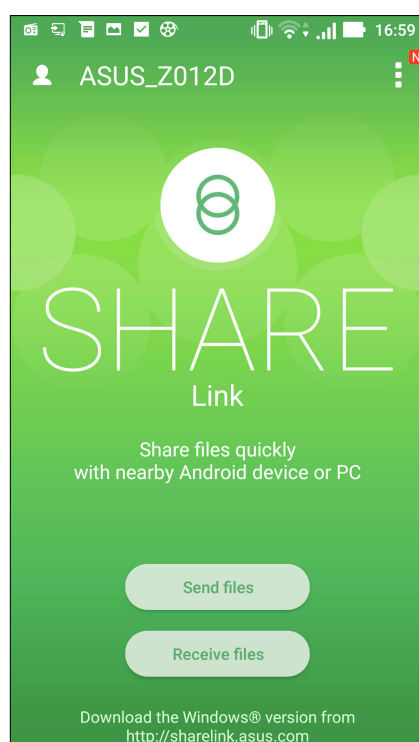 16:59
ASUS_Z012D
N
SHARE
Link
Share files quickly
with nearby Android device or PC
Send files
Receive files
Download the Windows® version from
http://sharelink.asus.com